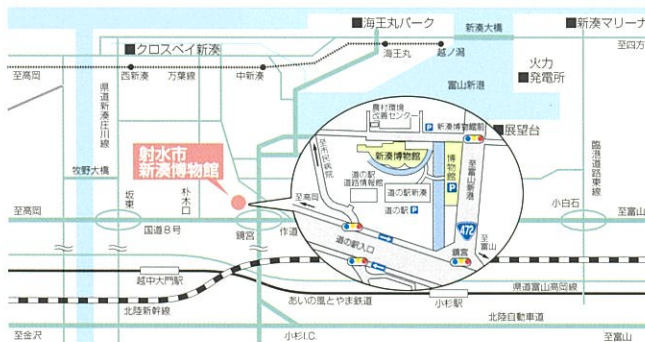 ■海王丸パーク
新湊大橋
■新湊マリーナ
■クロスベイ新湊
海王丸
越ノ潟
至四方
至高岡
西新湊
万葉線
中新湊
富山新港
火力
■発電所
県道新湊庄川線
農村環境
改善センター
P
新湊博物館前
■展望台
射水市
新湊博物館
至市民病院
新湊博物館
博物館
P
至富山新港
臨港道路東線
牧野大橋
道の駅
道路情報館
道の駅新湊
道の駅 P
坂東
朴木口
至高岡
小白石
至高岡
国道8号
鏡宮
作道
472
至富山
道の駅入口
鏡宮
至富山
越中大門駅
県道富山高岡線
あいの風とやま鉄道
小杉駅
北陸新幹線
北陸自動車道
至金沢
小杉I.C.
至富山